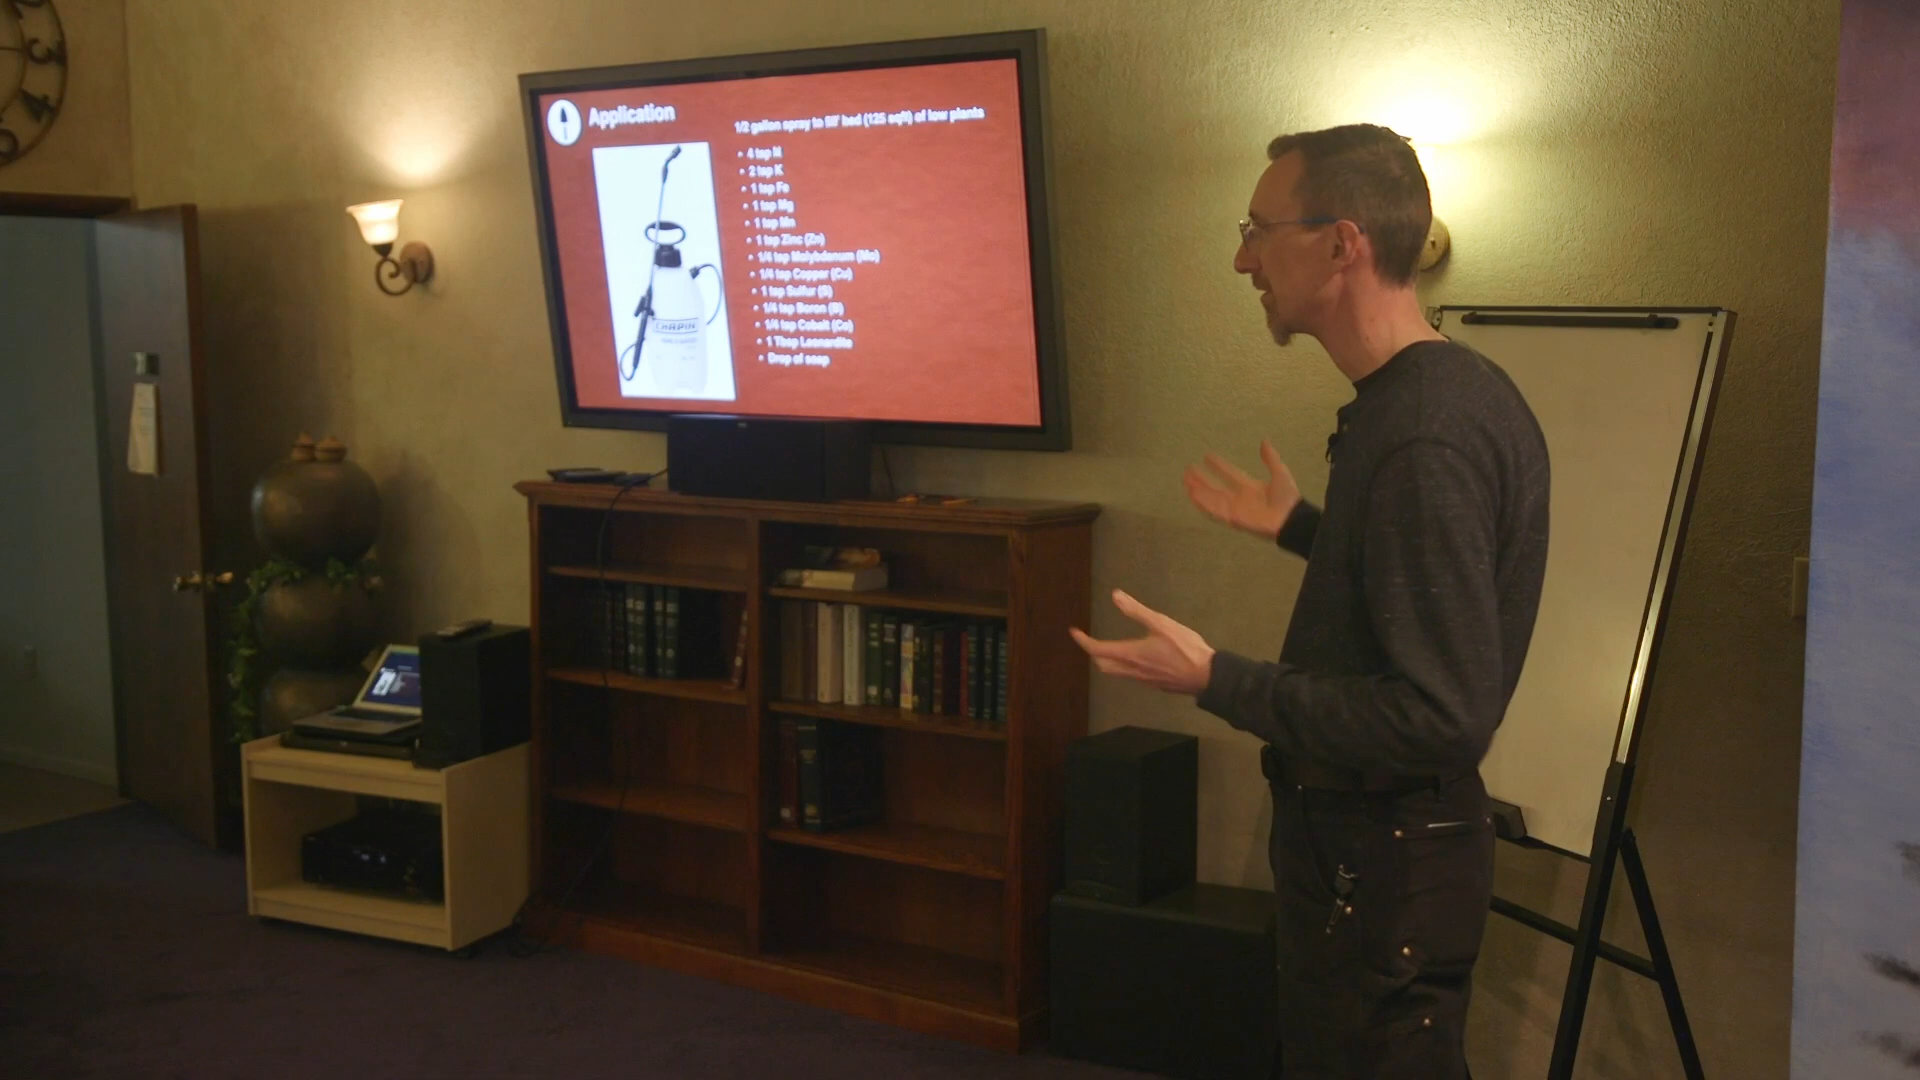 Application
1/2 gallon spray to 50' bed (125 sqft) of low plants
• 4 tsp N
• 2 tsp K
• 1 tsp Fe
• 1 tsp Mg
• 1 tsp Mn
• 1 tsp Zinc (Zn)
• 1/4 tsp Molybdenum (Mo)
• 1/4 tsp Copper (Cu)
• 1 tsp Sulfur (S)
• 1/4 tsp Boron (B)
• 1/4 tsp Cobalt (Co)
• 1 Tbsp Leonardite
• Drop of soap
CHAPIN
3
4
5